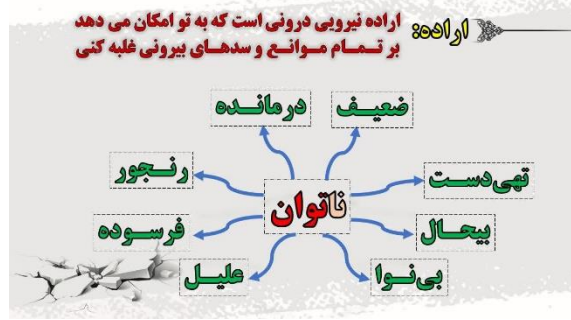 اراده: اراده نیرویی درونی است که به تو امکان می دهد
بر تمام موانع و سدهای بیرونی غلبه کنی
ضعیف
درمانده
تهی‌دست
رنجور
ناتوان
بیحال
فرسوده
بی‌نوا
علیل